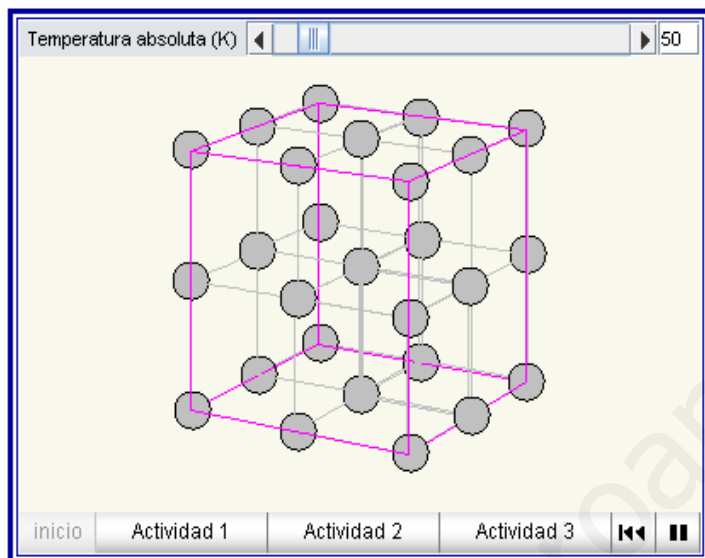 Temperatura absoluta (K) 50
inicio Actividad 1 Actividad 2 Actividad 3